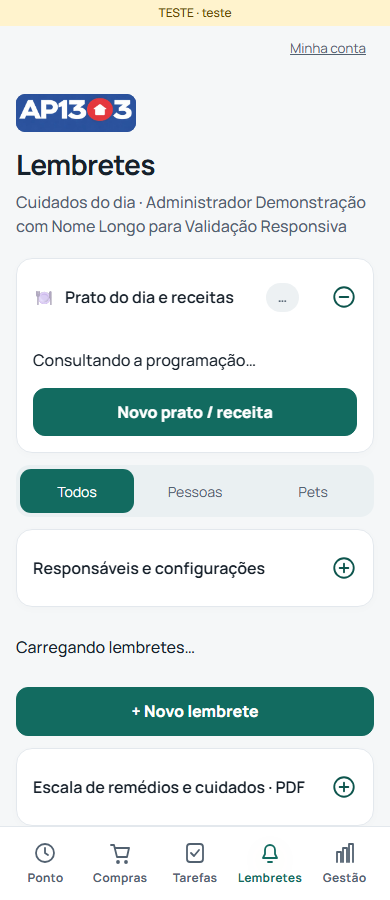 TESTE · teste
Minha conta
AP13 3
Lembretes
Cuidados do dia · Administrador Demonstração
com Nome Longo para Validação Responsiva
Prato do dia e receitas
...
Consultando a programação...
Novo prato / receita
Todos
Pessoas
Pets
Responsáveis e configurações
Carregando lembretes...
+ Novo lembrete
Escala de remédios e cuidados · PDF
Ponto
Compras
Tarefas
Lembretes
Gestão